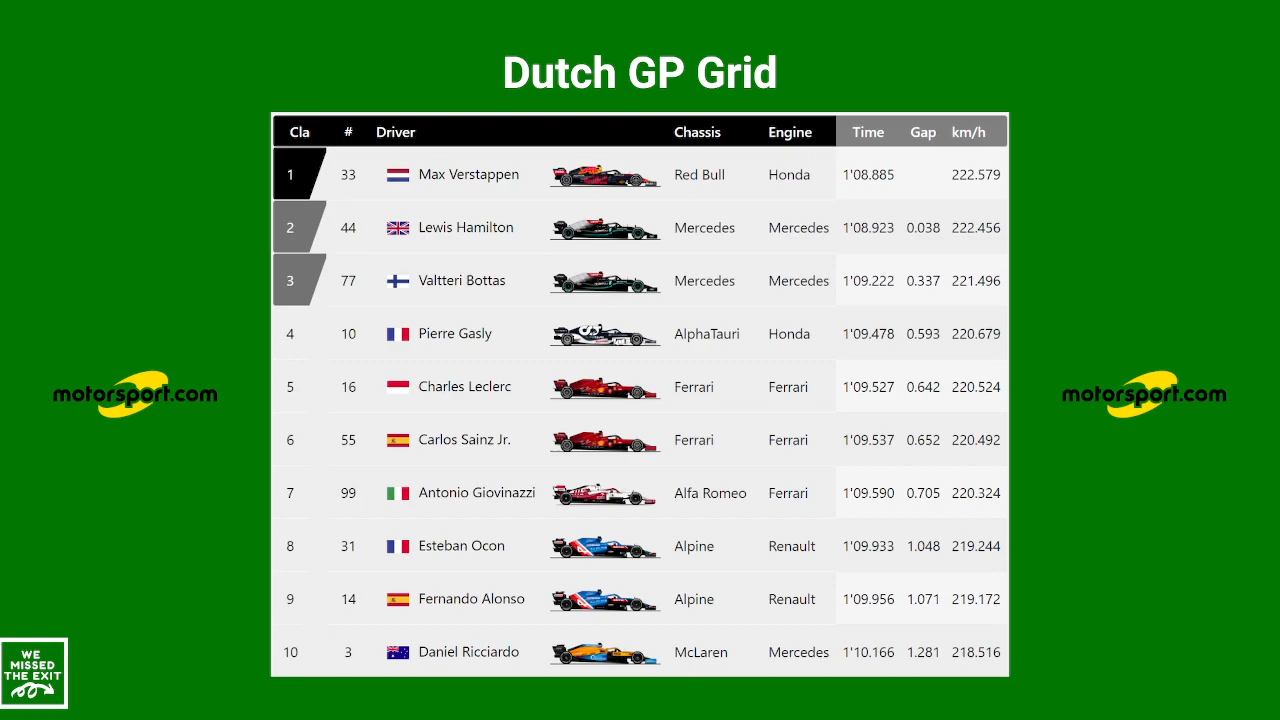 Dutch GP Grid
Cla # Driver Chassis Engine Time Gap km/h
1 33 Max Verstappen Red Bull Honda 1'08.885 222.579
2 44 Lewis Hamilton Mercedes Mercedes 1'08.923 0.038 222.456
3 77 Valtteri Bottas Mercedes Mercedes 1'09.222 0.337 221.496
4 10 Pierre Gasly AlphaTauri Honda 1'09.478 0.593 220.679
5 16 Charles Leclerc Ferrari Ferrari 1'09.527 0.642 220.524
motorsport.com motorsport.com
6 55 Carlos Sainz Jr. Ferrari Ferrari 1'09.537 0.652 220.492
7 99 Antonio Giovinazzi Alfa Romeo Ferrari 1'09.590 0.705 220.324
8 31 Esteban Ocon Alpine Renault 1'09.933 1.048 219.244
9 14 Fernando Alonso Alpine Renault 1'09.956 1.071 219.172
10 3 Daniel Ricciardo McLaren Mercedes 1'10.166 1.281 218.516
WE
MISSED
THE EXIT